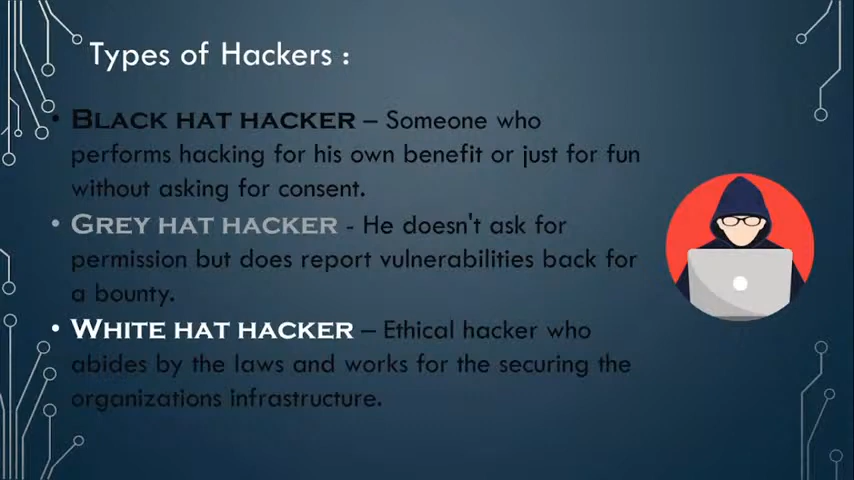 Types of Hackers :
• BLACK HAT HACKER – Someone who
performs hacking for his own benefit or just for fun
without asking for consent.
• GREY HAT HACKER - He doesn't ask for
permission but does report vulnerabilities back for
a bounty.
• WHITE HAT HACKER – Ethical hacker who
abides by the laws and works for the securing the
organizations infrastructure.